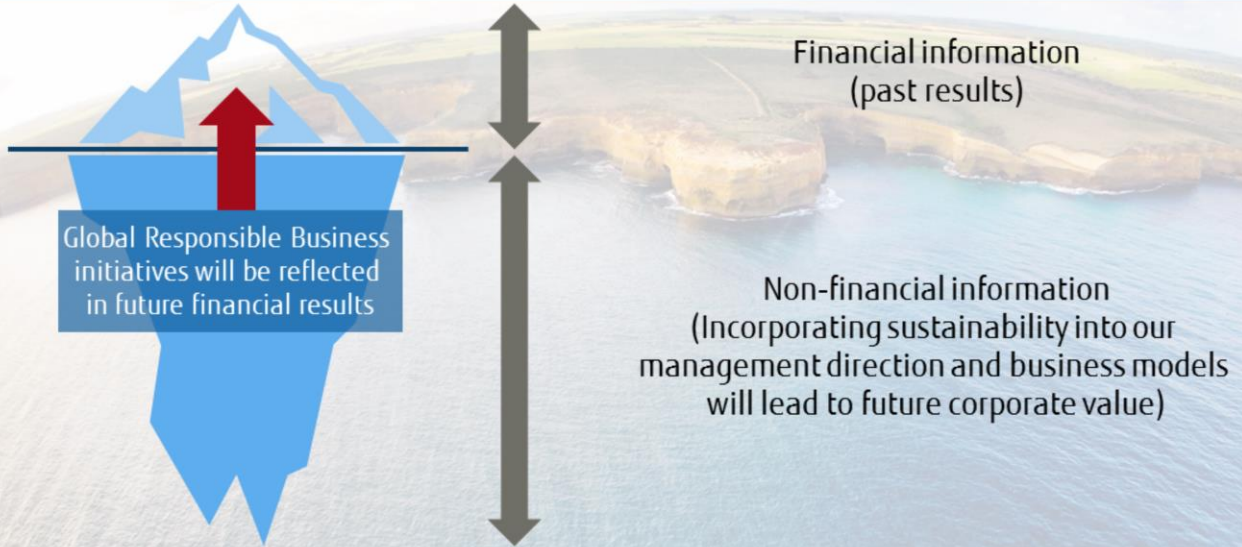 Financial information
(past results)
Global Responsible Business
initiatives will be reflected
in future financial results
Non-financial information
(Incorporating sustainability into our
management direction and business models
will lead to future corporate value)